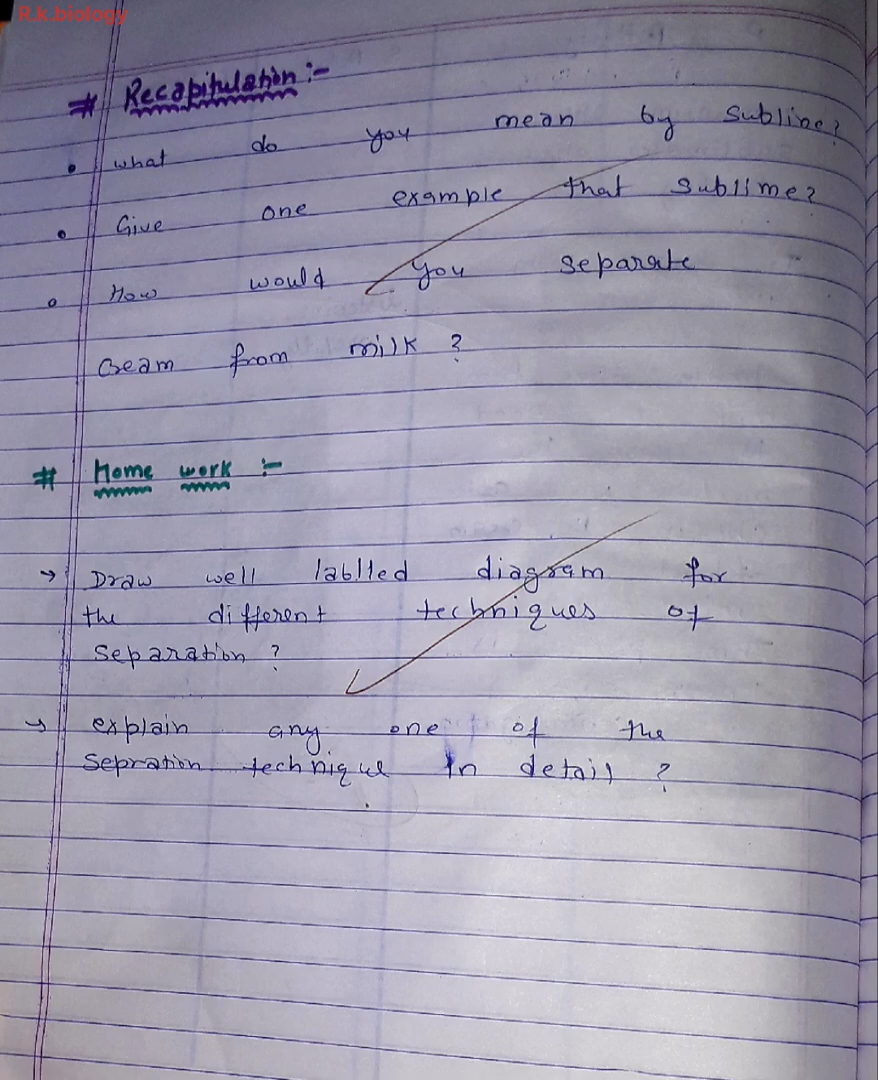 R.k.biology
# Recapitulation :-
• what do you mean by subline?
• Give one example that sublime?
• How would you separate
Cream from milk ?
# Home work :-
→ Draw well lablled diagram for
the different techniques of
Separation ?
→ explain any one of the
Sepration technique In detail ?